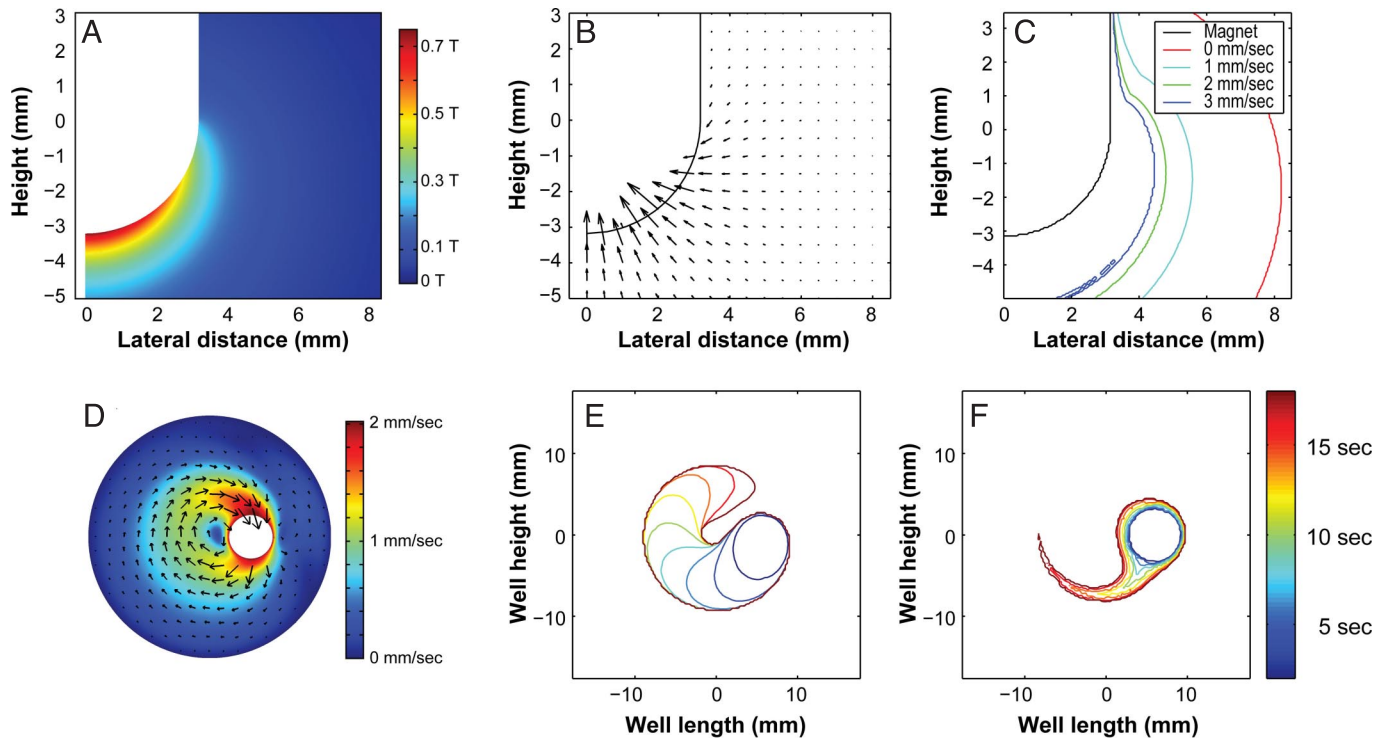 A
3
2
1
0
−1
−2
−3
−4
−5
Height (mm)
0 2 4 6 8
Lateral distance (mm)
0.7 T
0.5 T
0.3 T
0.1 T
0 T
B
3
2
1
0
−1
−2
−3
−4
−5
Height (mm)
0 1 2 3 4 5 6 7 8
Lateral distance (mm)
C
3
2
1
0
−1
−2
−3
−4
Height (mm)
0 2 4 6 8
Lateral distance (mm)
Magnet
0 mm/sec
1 mm/sec
2 mm/sec
3 mm/sec
D
2 mm/sec
1 mm/sec
0 mm/sec
E
10
0
−10
Well height (mm)
−10 0 10
Well length (mm)
F
10
0
−10
Well height (mm)
−10 0 10
Well length (mm)
15 sec
10 sec
5 sec